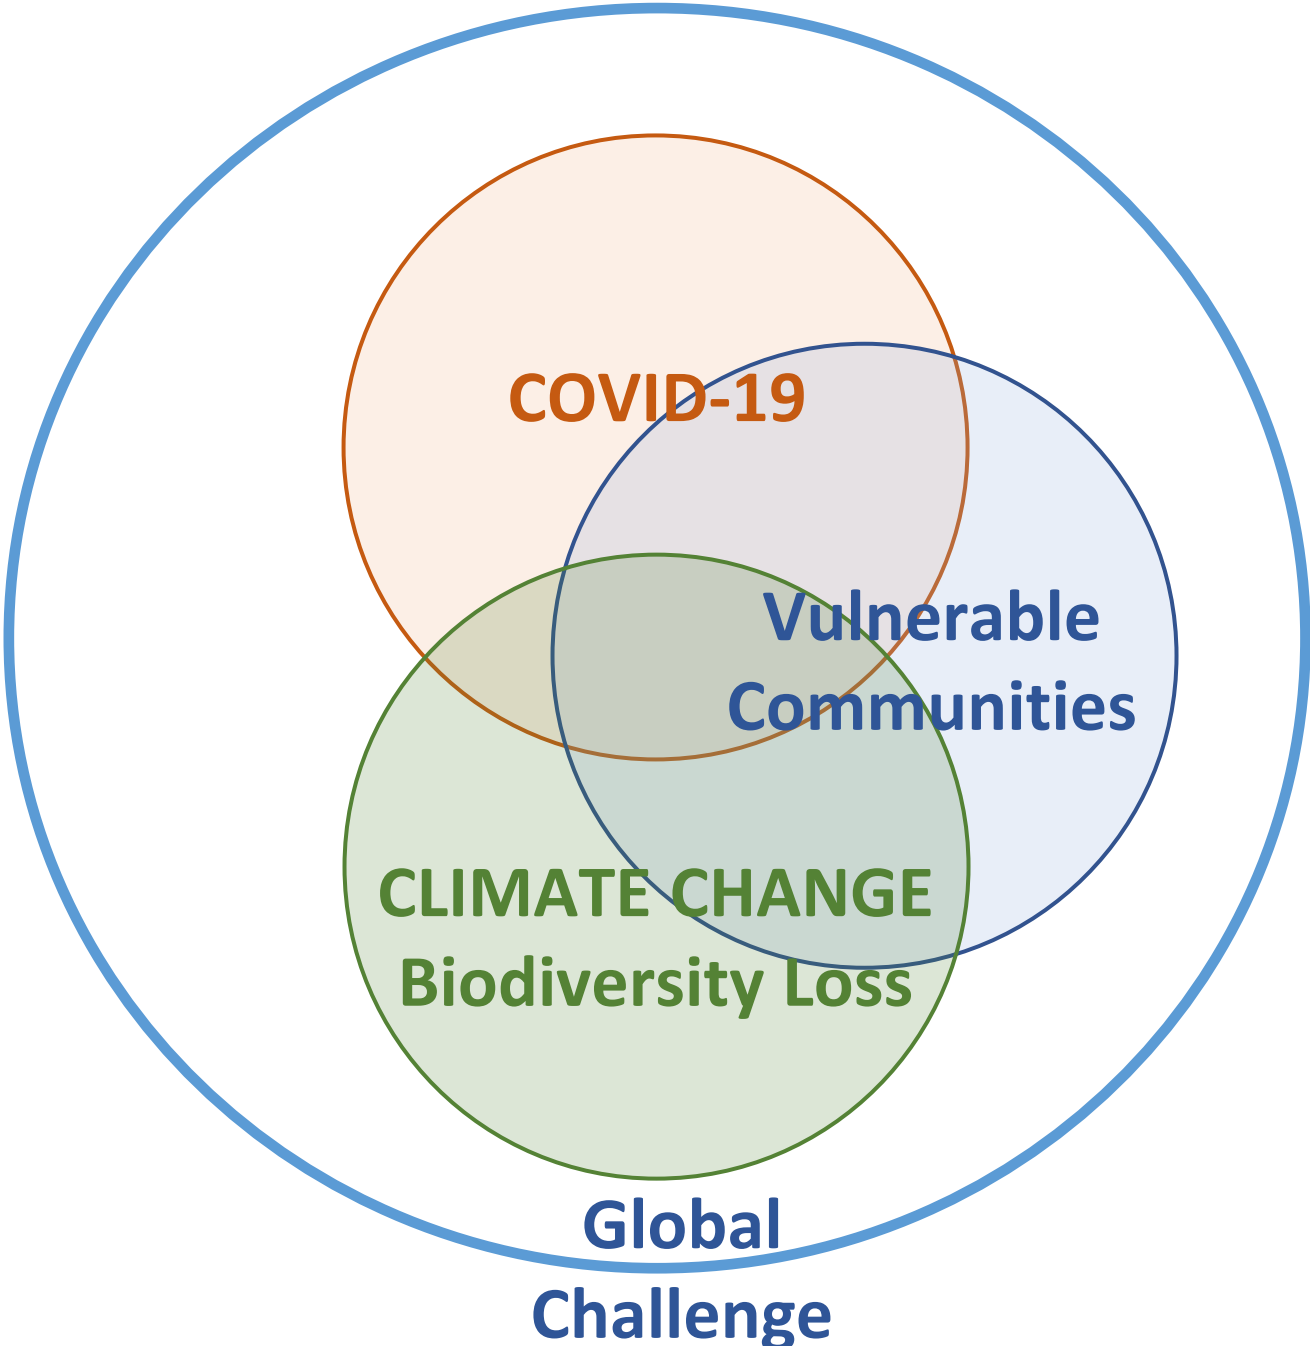 COVID-19
Vulnerable
Communities
CLIMATE CHANGE
Biodiversity Loss
Global
Challenge